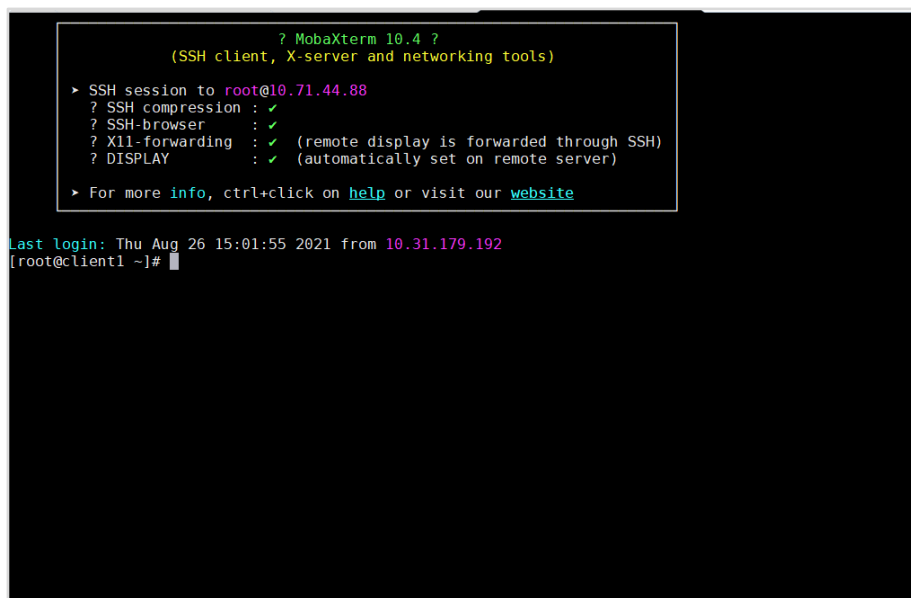 ? MobaXterm 10.4 ?
(SSH client, X-server and networking tools)
➤ SSH session to root@10.71.44.88
? SSH compression : ✔
? SSH-browser     : ✔
? X11-forwarding  : ✔  (remote display is forwarded through SSH)
? DISPLAY         : ✔  (automatically set on remote server)
➤ For more info, ctrl+click on help or visit our website
Last login: Thu Aug 26 15:01:55 2021 from 10.31.179.192
[root@client1 ~]#